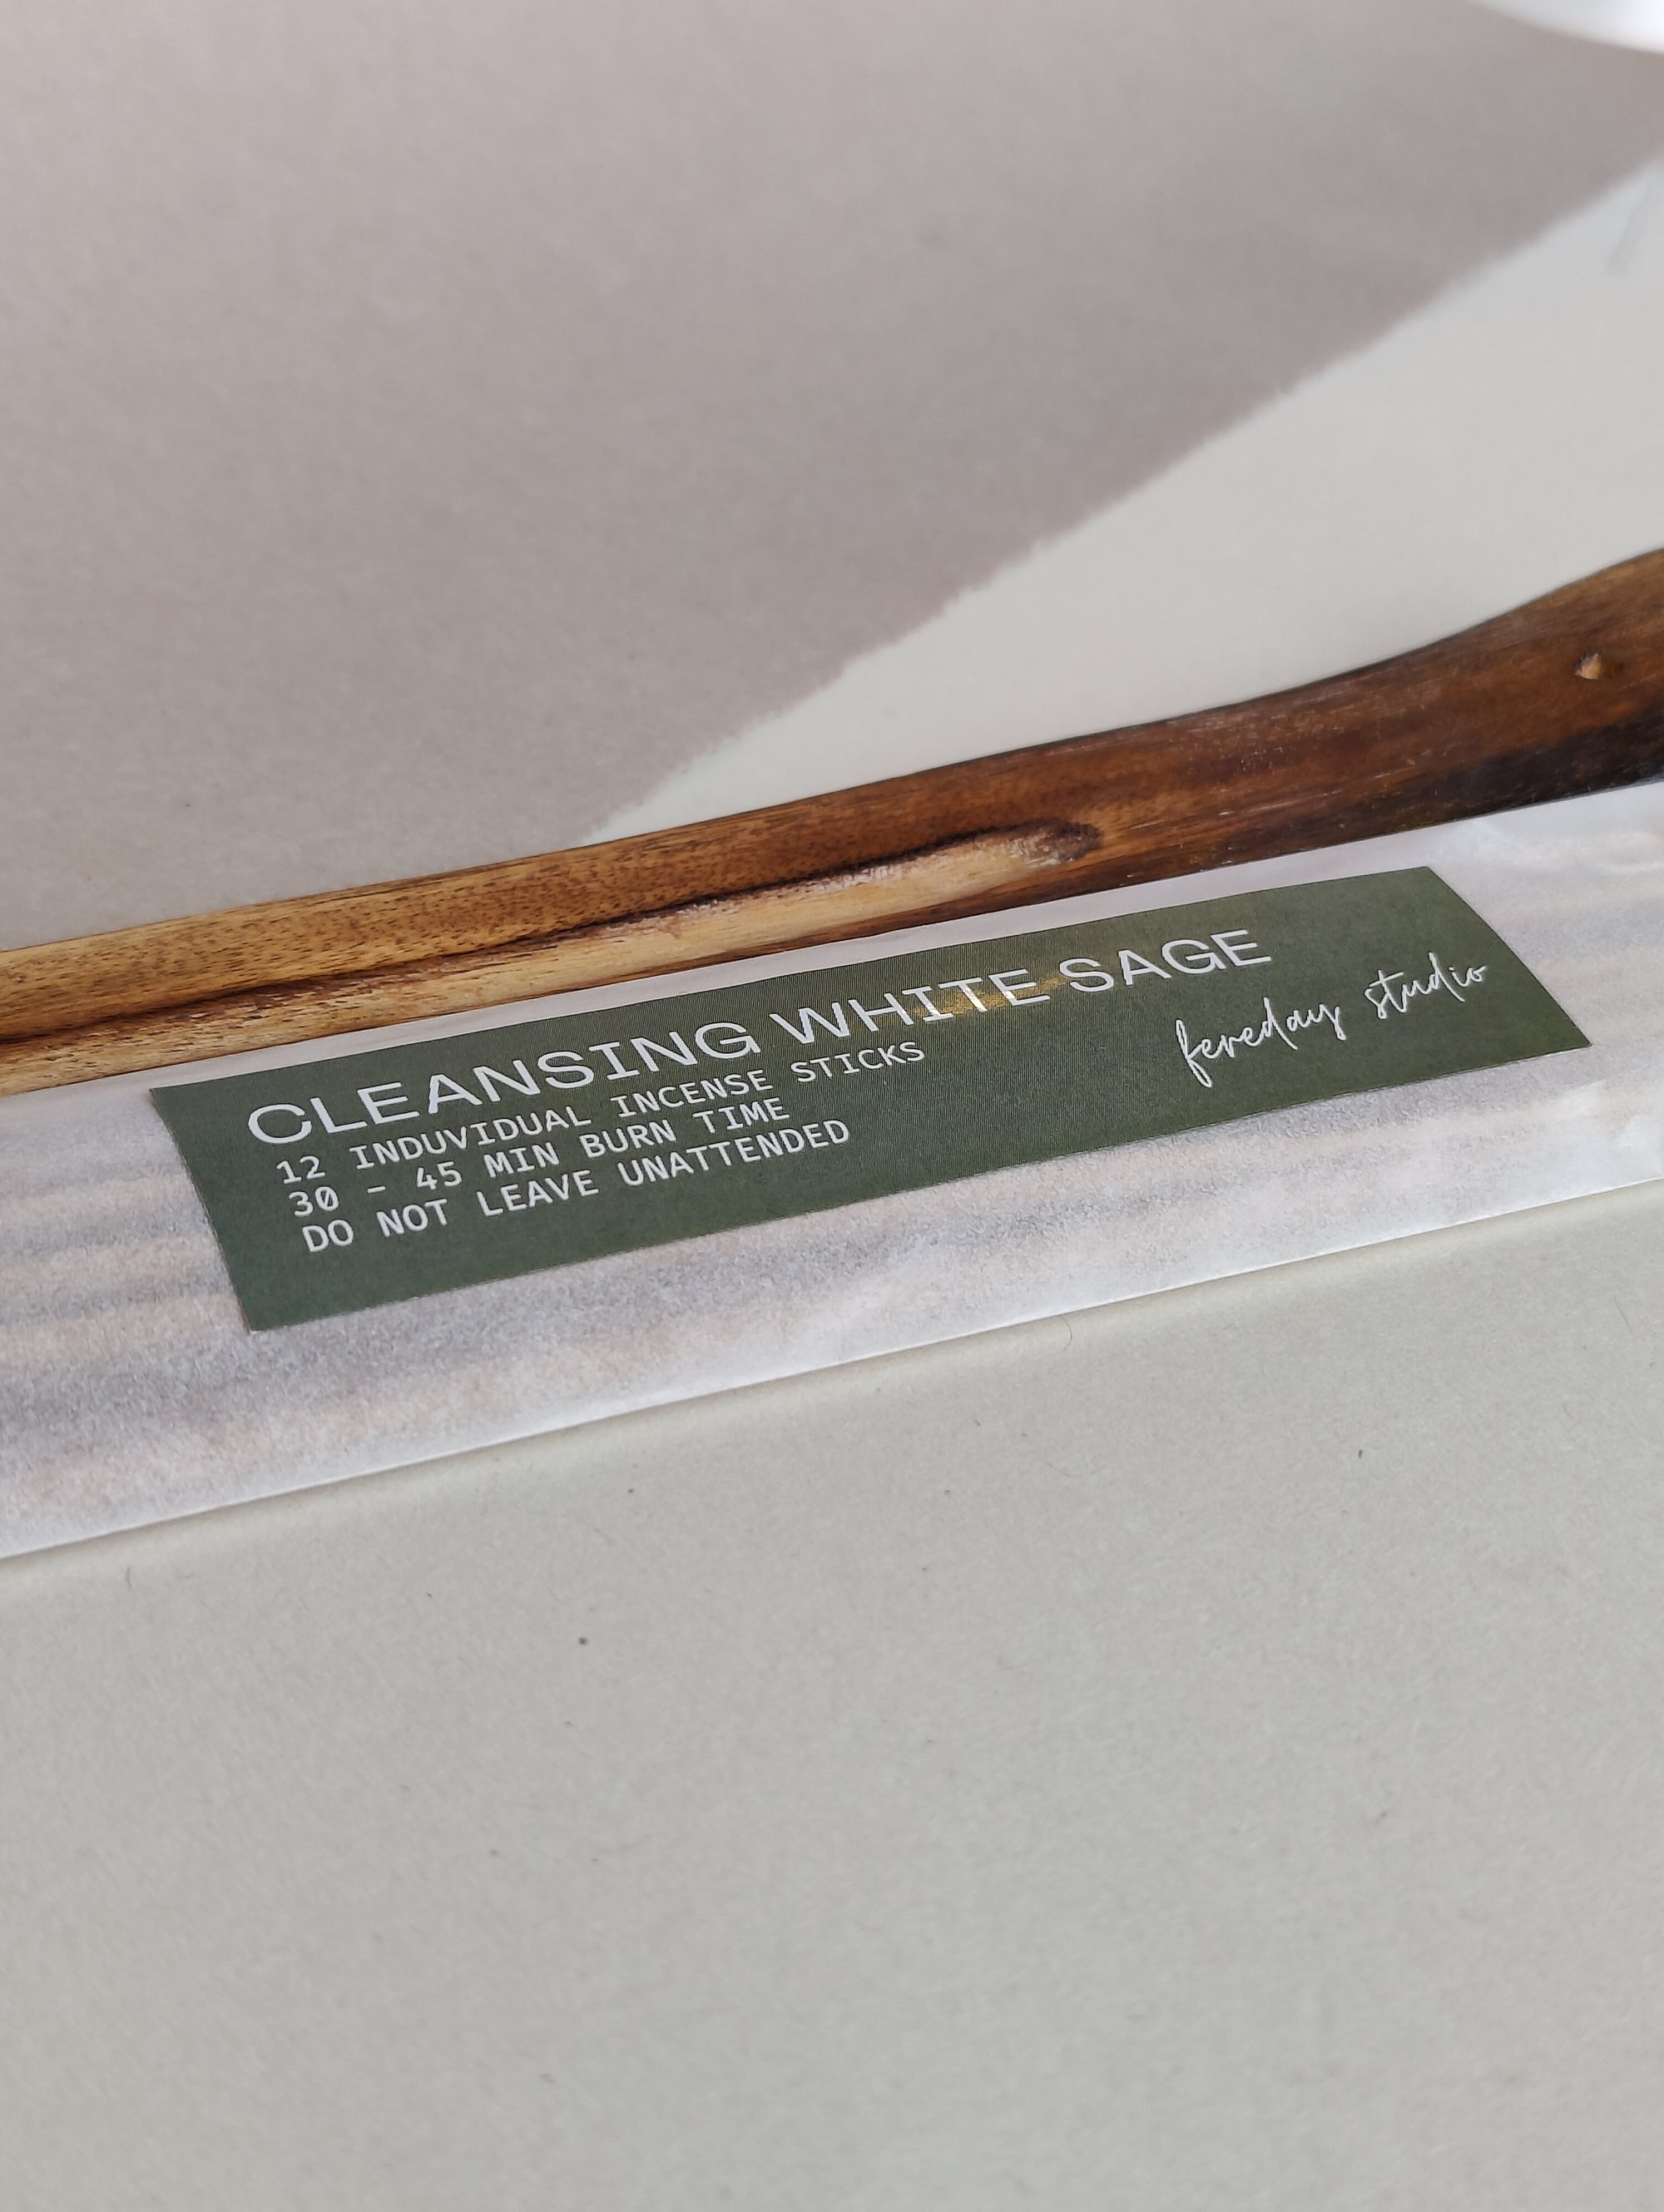 CLEANSING WHITE SAGE
12 INDUVIDUAL INCENSE STICKS
30 - 45 MIN BURN TIME
DO NOT LEAVE UNATTENDED
fereday studio